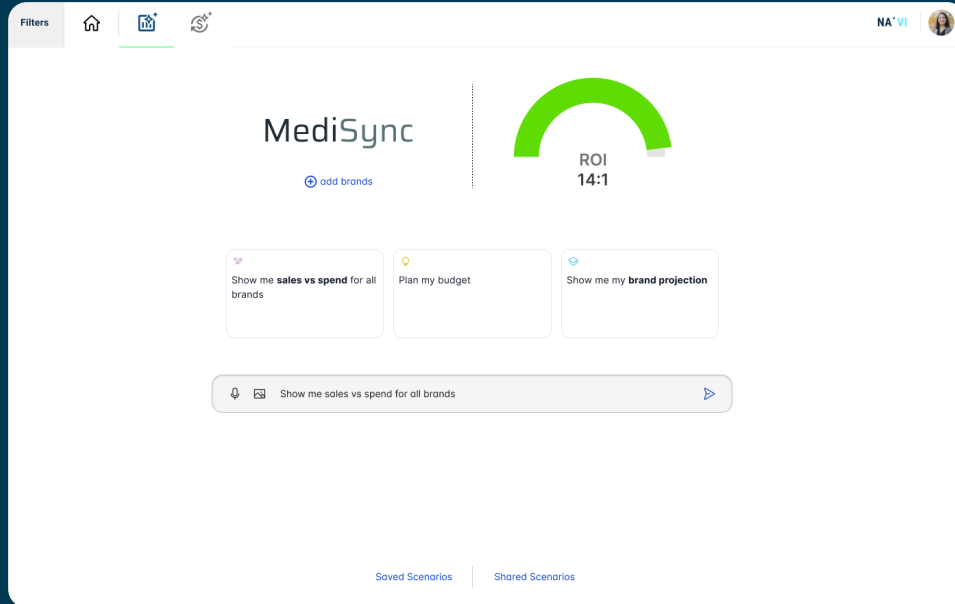 Filters
NA´VI
MediSync
add brands
ROI
14:1
Show me sales vs spend for all
brands
Plan my budget
Show me my brand projection
Show me sales vs spend for all brands
Saved Scenarios
Shared Scenarios